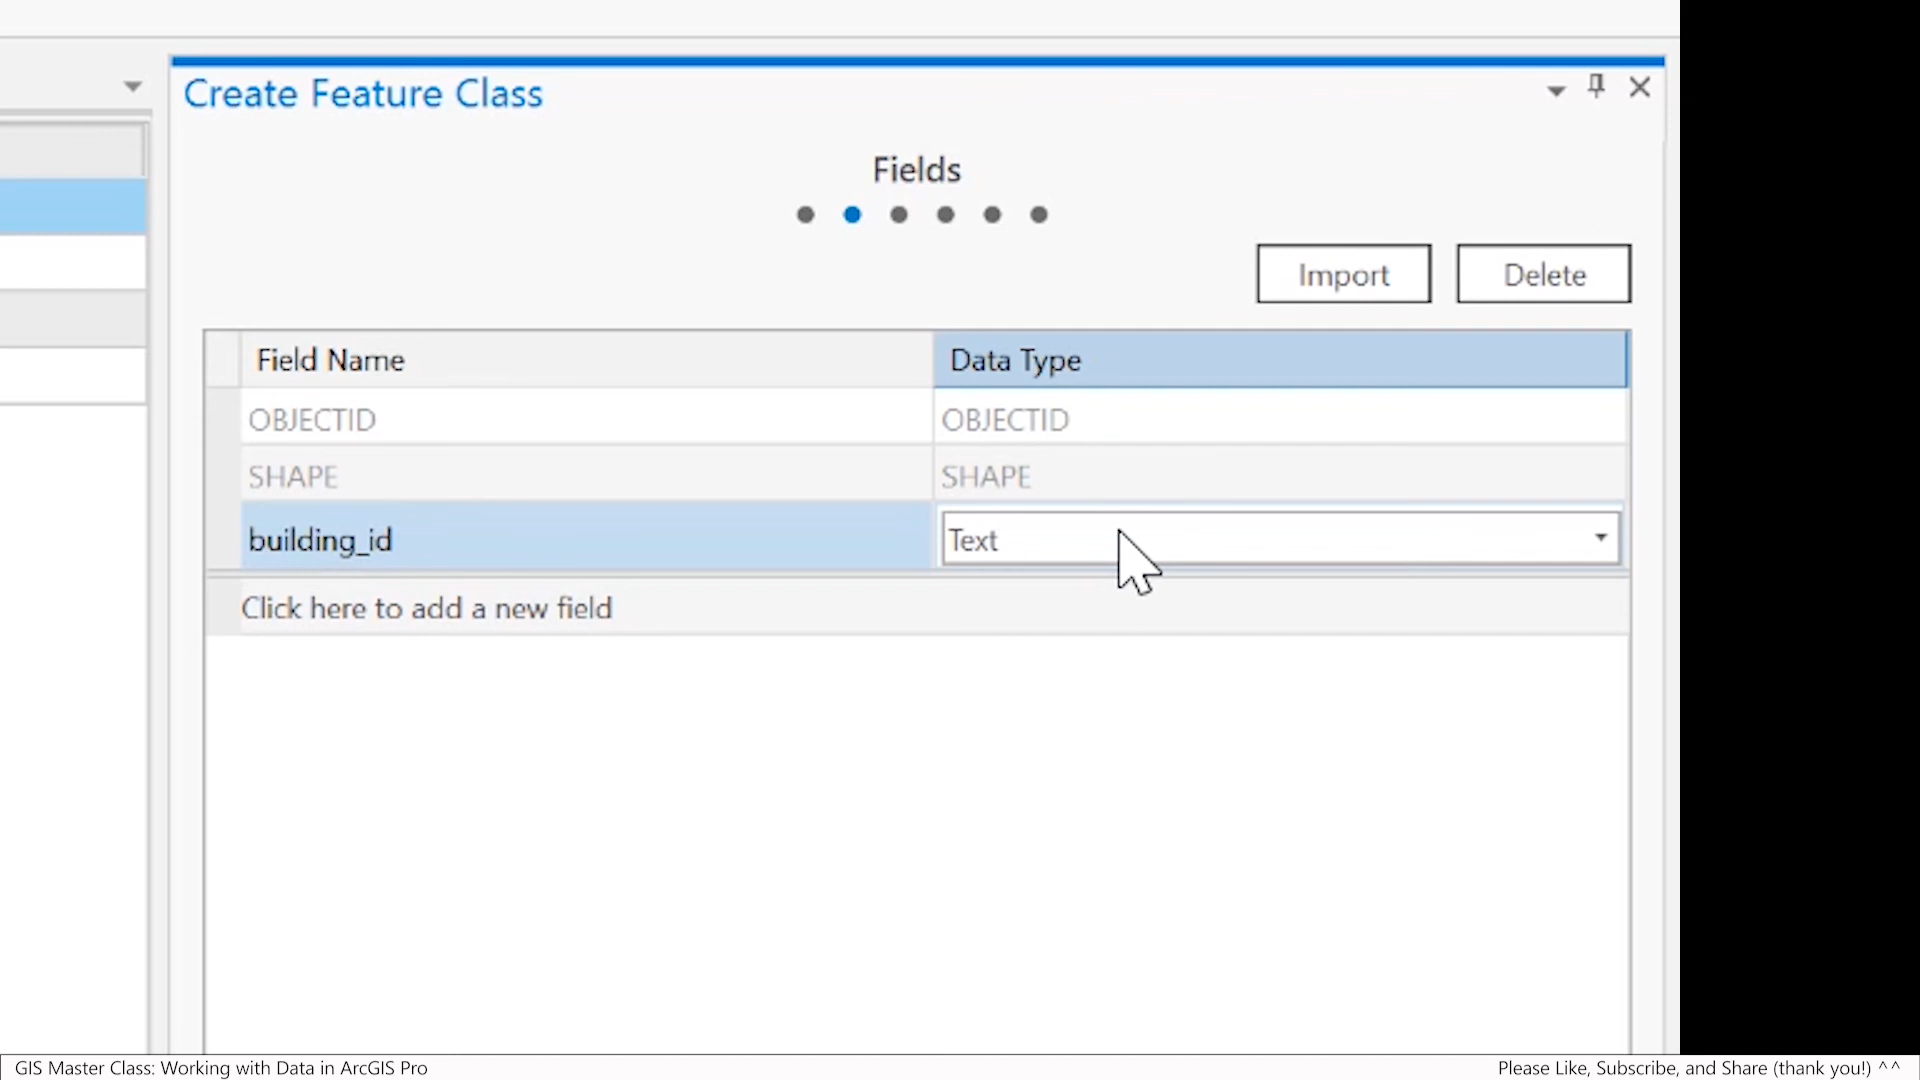 Create Feature Class
Fields
Import
Delete
Field Name
Data Type
OBJECTID
OBJECTID
SHAPE
SHAPE
building_id
Text
Click here to add a new field
GIS Master Class: Working with Data in ArcGIS Pro
Please Like, Subscribe, and Share (thank you!) ^^